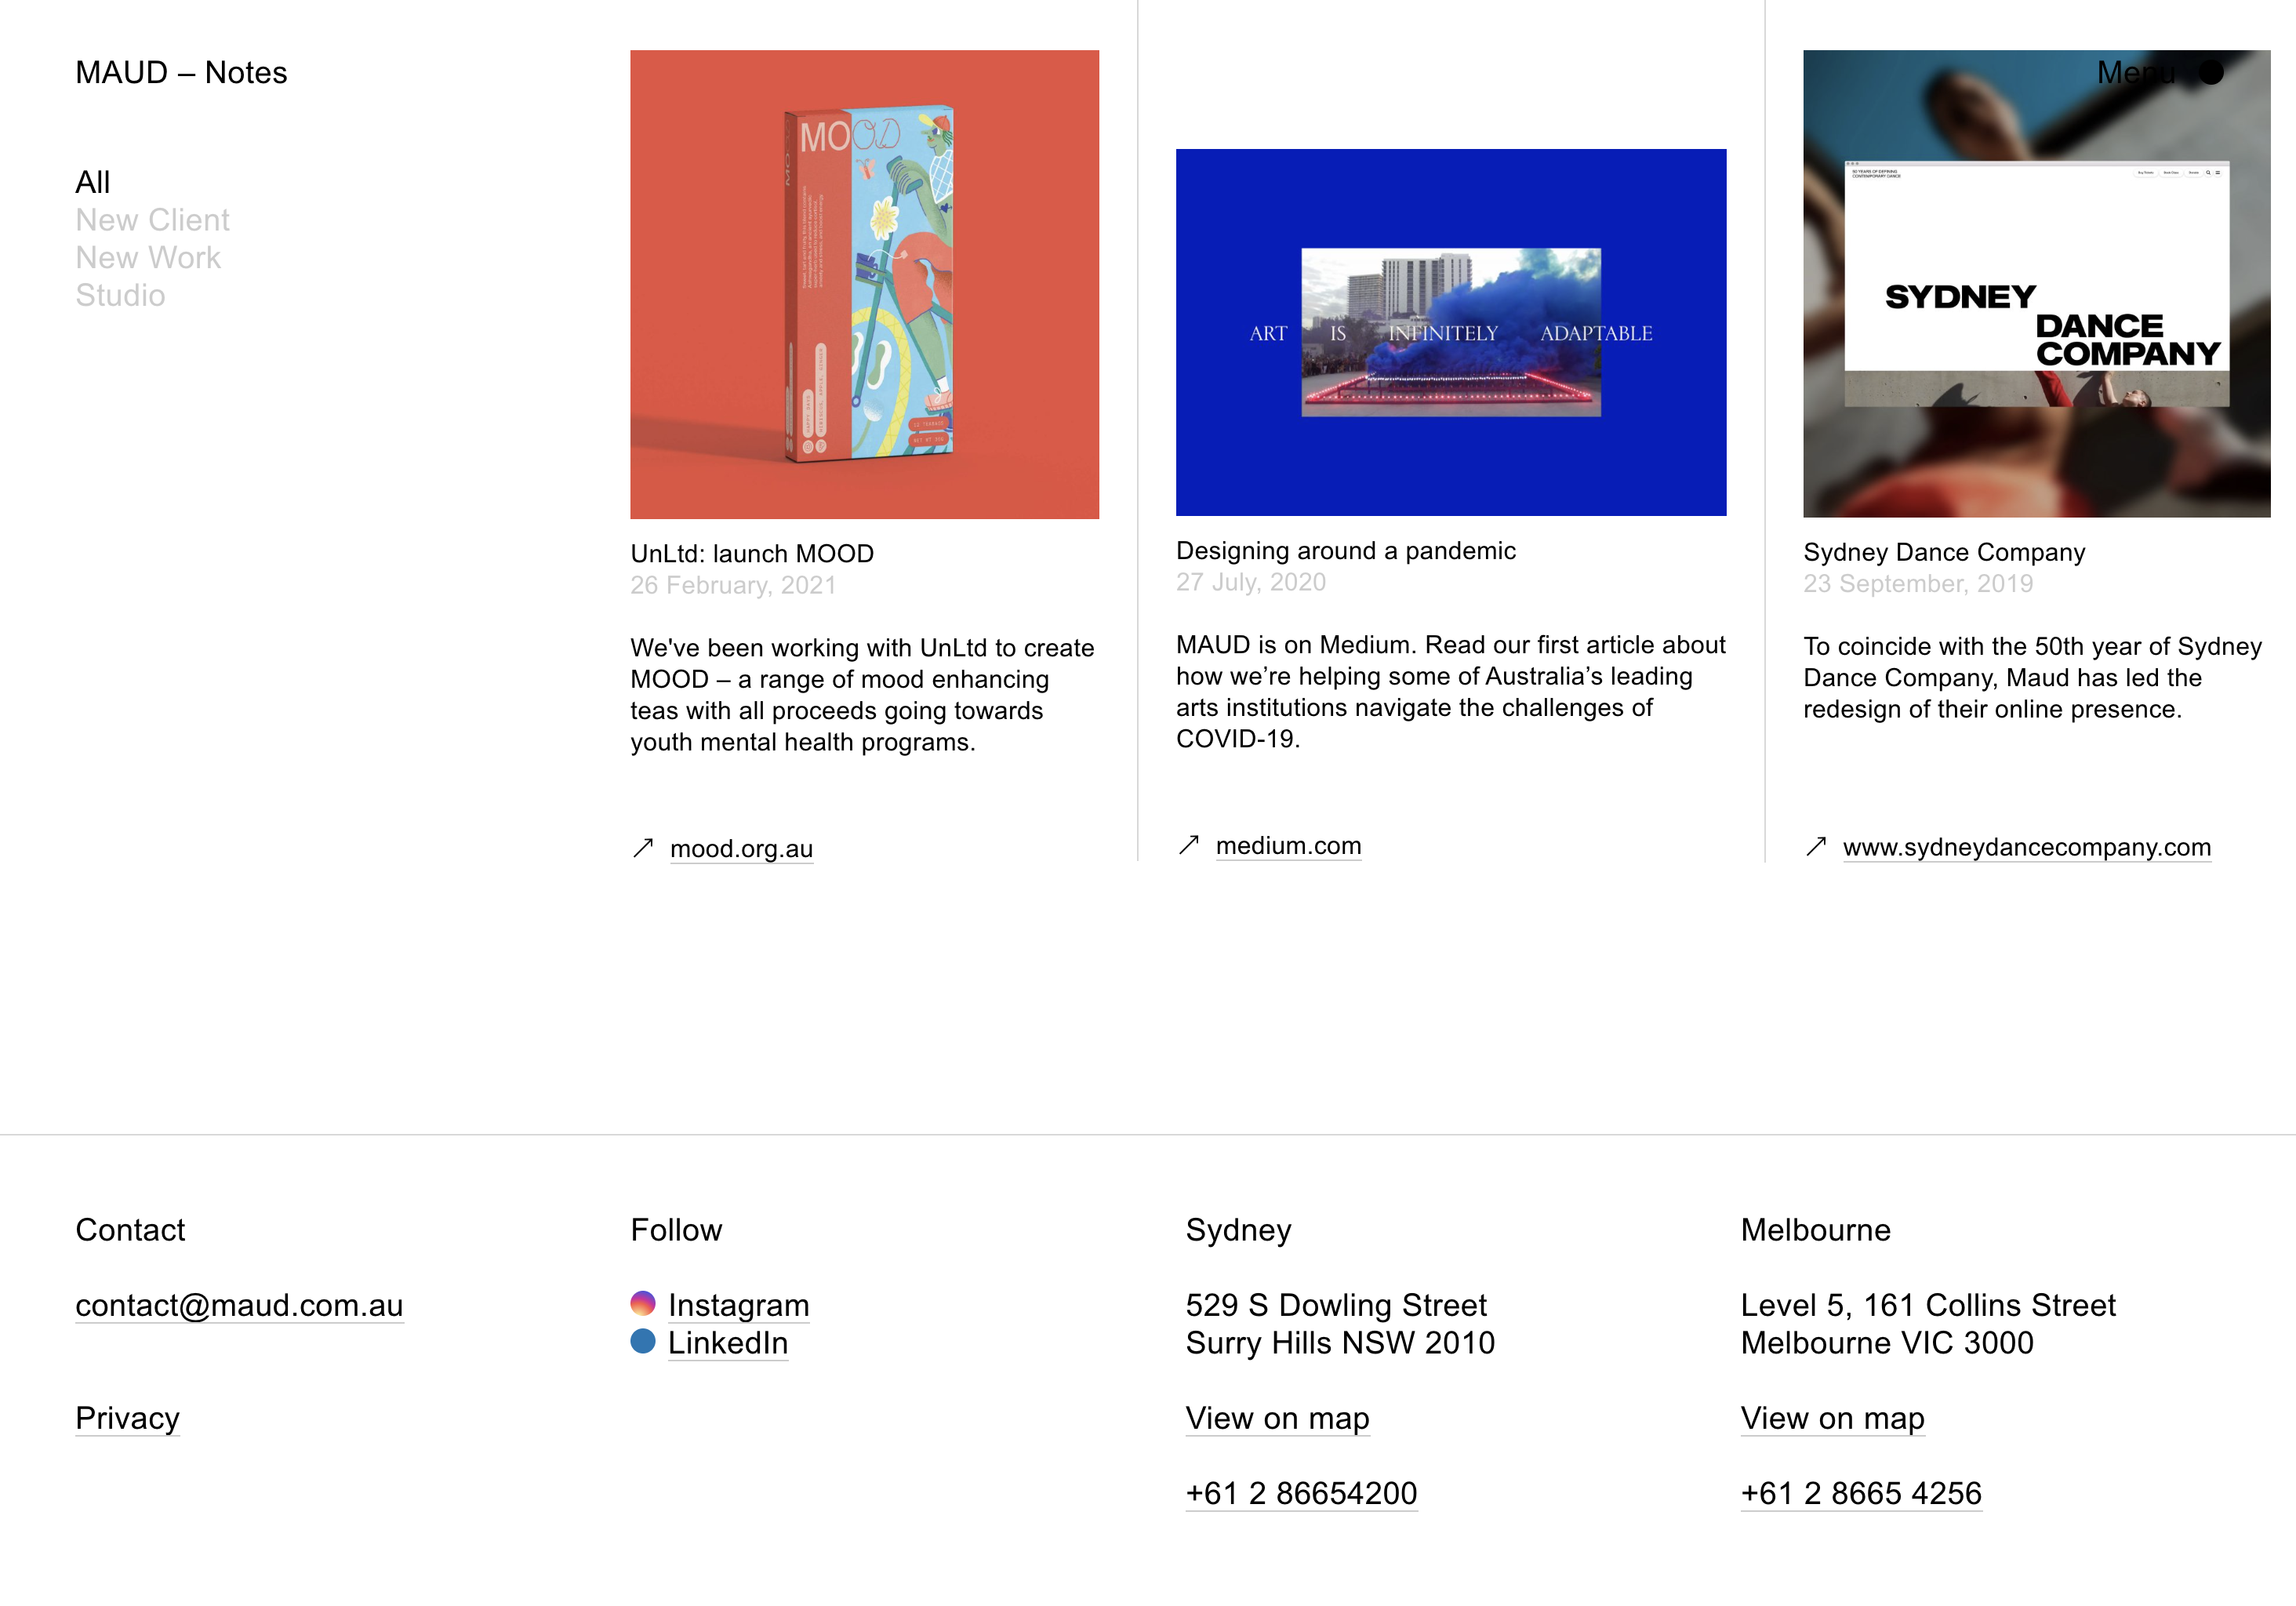 MAUD – Notes
Menu
All
New Client
New Work
Studio
MOOD
UnLtd: launch MOOD
26 February, 2021
We've been working with UnLtd to create
MOOD – a range of mood enhancing
teas with all proceeds going towards
youth mental health programs.
mood.org.au
ART IS INFINITELY ADAPTABLE
Designing around a pandemic
27 July, 2020
MAUD is on Medium. Read our first article about
how we’re helping some of Australia’s leading
arts institutions navigate the challenges of
COVID-19.
medium.com
50 YEARS OF DEFINING
CONTEMPORARY DANCE
SYDNEY
DANCE
COMPANY
Sydney Dance Company
23 September, 2019
To coincide with the 50th year of Sydney
Dance Company, Maud has led the
redesign of their online presence.
www.sydneydancecompany.com
Contact
contact@maud.com.au
Privacy
Follow
Instagram
LinkedIn
Sydney
529 S Dowling Street
Surry Hills NSW 2010
View on map
+61 2 86654200
Melbourne
Level 5, 161 Collins Street
Melbourne VIC 3000
View on map
+61 2 8665 4256